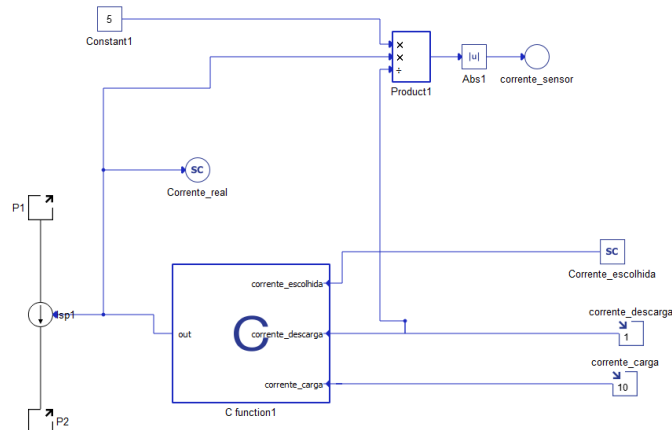 5
Constant1
×
×
÷
Product1
|u|
Abs1
corrente_sensor
SC
Corrente_real
P1
Isp1
P2
out
C
corrente_escolhida
corrente_descarga
corrente_carga
C function1
SC
Corrente_escolhida
corrente_descarga
1
corrente_carga
10